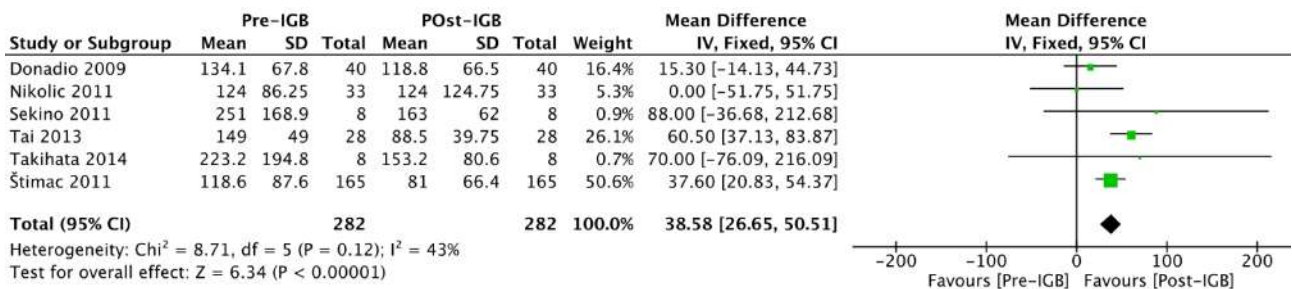 Pre-IGB POst-IGB Mean Difference Mean Difference
Study or Subgroup Mean SD Total Mean SD Total Weight IV, Fixed, 95% CI IV, Fixed, 95% CI
Donadio 2009 134.1 67.8 40 118.8 66.5 40 16.4% 15.30 [-14.13, 44.73]
Nikolic 2011 124 86.25 33 124 124.75 33 5.3% 0.00 [-51.75, 51.75]
Sekino 2011 251 168.9 8 163 62 8 0.9% 88.00 [-36.68, 212.68]
Tai 2013 149 49 28 88.5 39.75 28 26.1% 60.50 [37.13, 83.87]
Takihata 2014 223.2 194.8 8 153.2 80.6 8 0.7% 70.00 [-76.09, 216.09]
Štimac 2011 118.6 87.6 165 81 66.4 165 50.6% 37.60 [20.83, 54.37]
Total (95% CI) 282 282 100.0% 38.58 [26.65, 50.51]
Heterogeneity: Chi² = 8.71, df = 5 (P = 0.12); I² = 43%
Test for overall effect: Z = 6.34 (P < 0.00001)
-200 -100 0 100 200
Favours [Pre-IGB] Favours [Post-IGB]